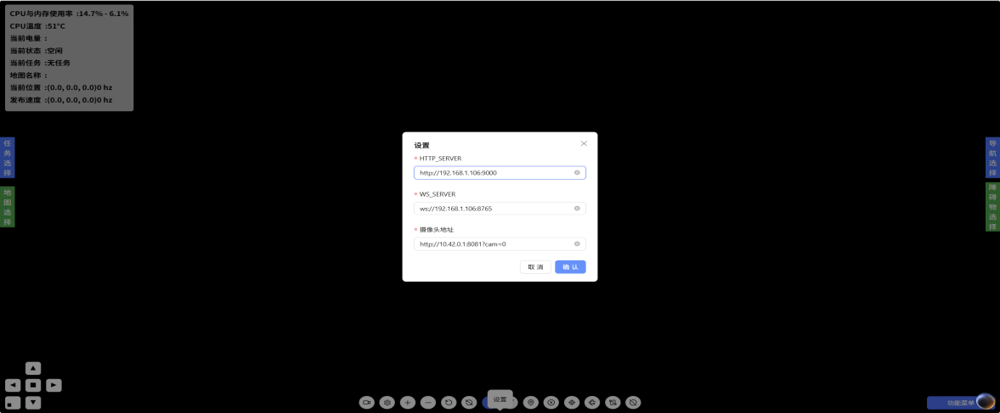 CPU与内存使用率 :14.7% - 6.1%
CPU温度 :51°C
当前电量 :
当前状态 :空闲
当前任务 :无任务
地图名称 :
当前位置 :(0.0, 0.0, 0.0)0 hz
发布速度 :(0.0, 0.0, 0.0)0 hz
任务选择
地图选择
导航选择
障碍物选择
设置
* HTTP_SERVER
http://192.168.1.106:9000
* WS_SERVER
ws://192.168.1.106:8765
* 摄像头地址
http://10.42.0.1:8081?cam=0
取 消
确 认
设置
功能菜单